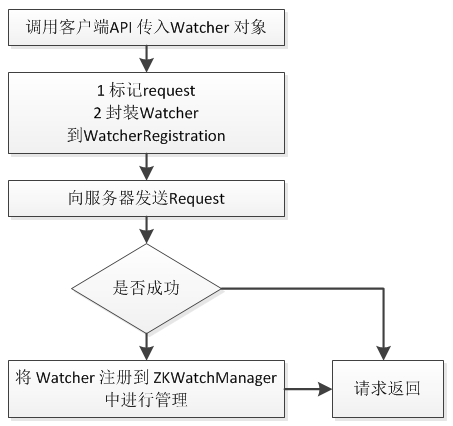 调用客户端API 传入Watcher 对象
1 标记request
2 封装Watcher
到WatcherRegistration
向服务器发送Request
是否成功
将 Watcher 注册到 ZKWatchManager
中进行管理
请求返回